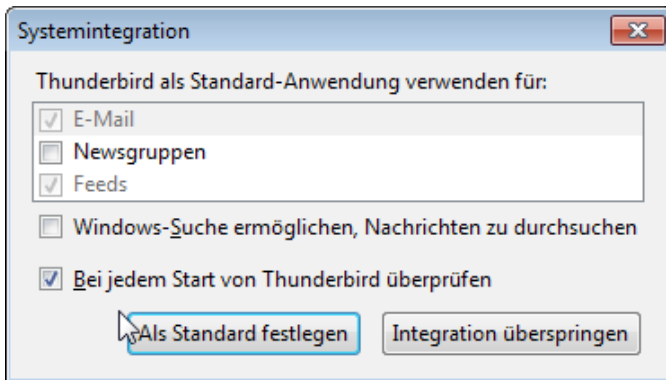 Systemintegration
Thunderbird als Standard-Anwendung verwenden für:
E-Mail
Newsgruppen
Feeds
Windows-Suche ermöglichen, Nachrichten zu durchsuchen
Bei jedem Start von Thunderbird überprüfen
Als Standard festlegen Integration überspringen